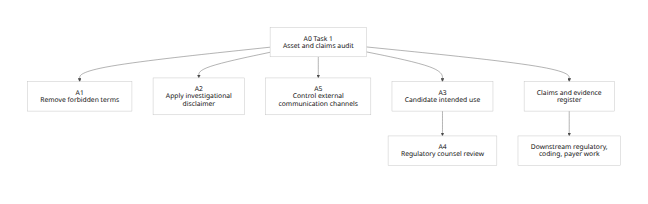 A0 Task 1
Asset and claims audit
A1
Remove forbidden terms
A2
Apply investigational
disclaimer
A5
Control external
communication channels
A3
Candidate intended use
Claims and evidence
register
A4
Regulatory counsel review
Downstream regulatory,
coding, payer work